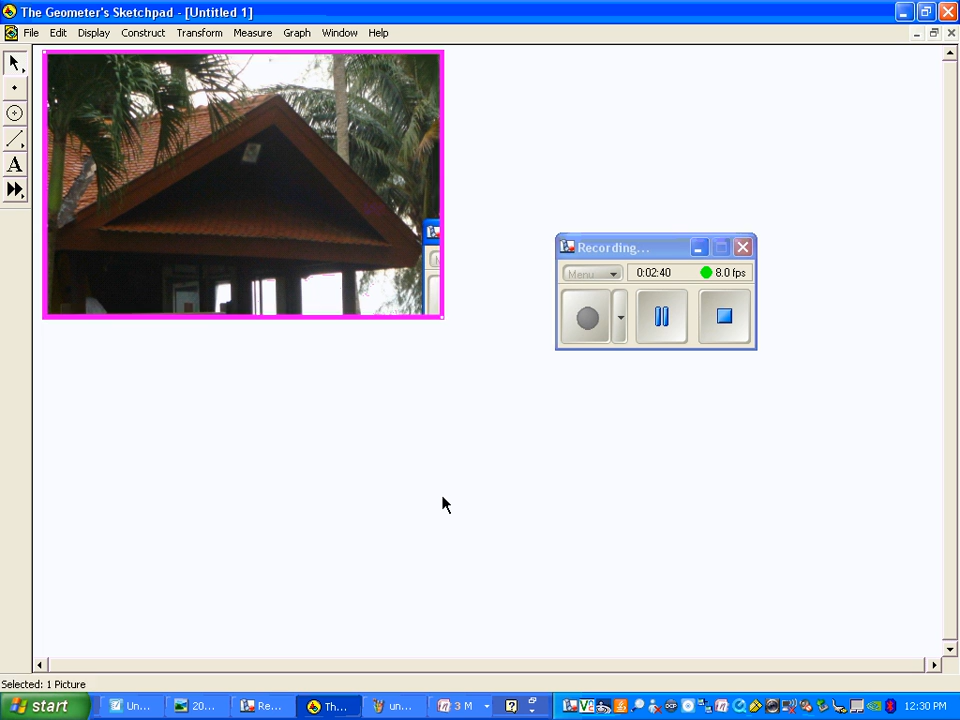 The Geometer's Sketchpad - [Untitled 1]
File Edit Display Construct Transform Measure Graph Window Help
A
Recording...
Menu 0:02:40 8.0 fps
Selected: 1 Picture
start Un... 20... Re... Th... un... 3 M 12:30 PM